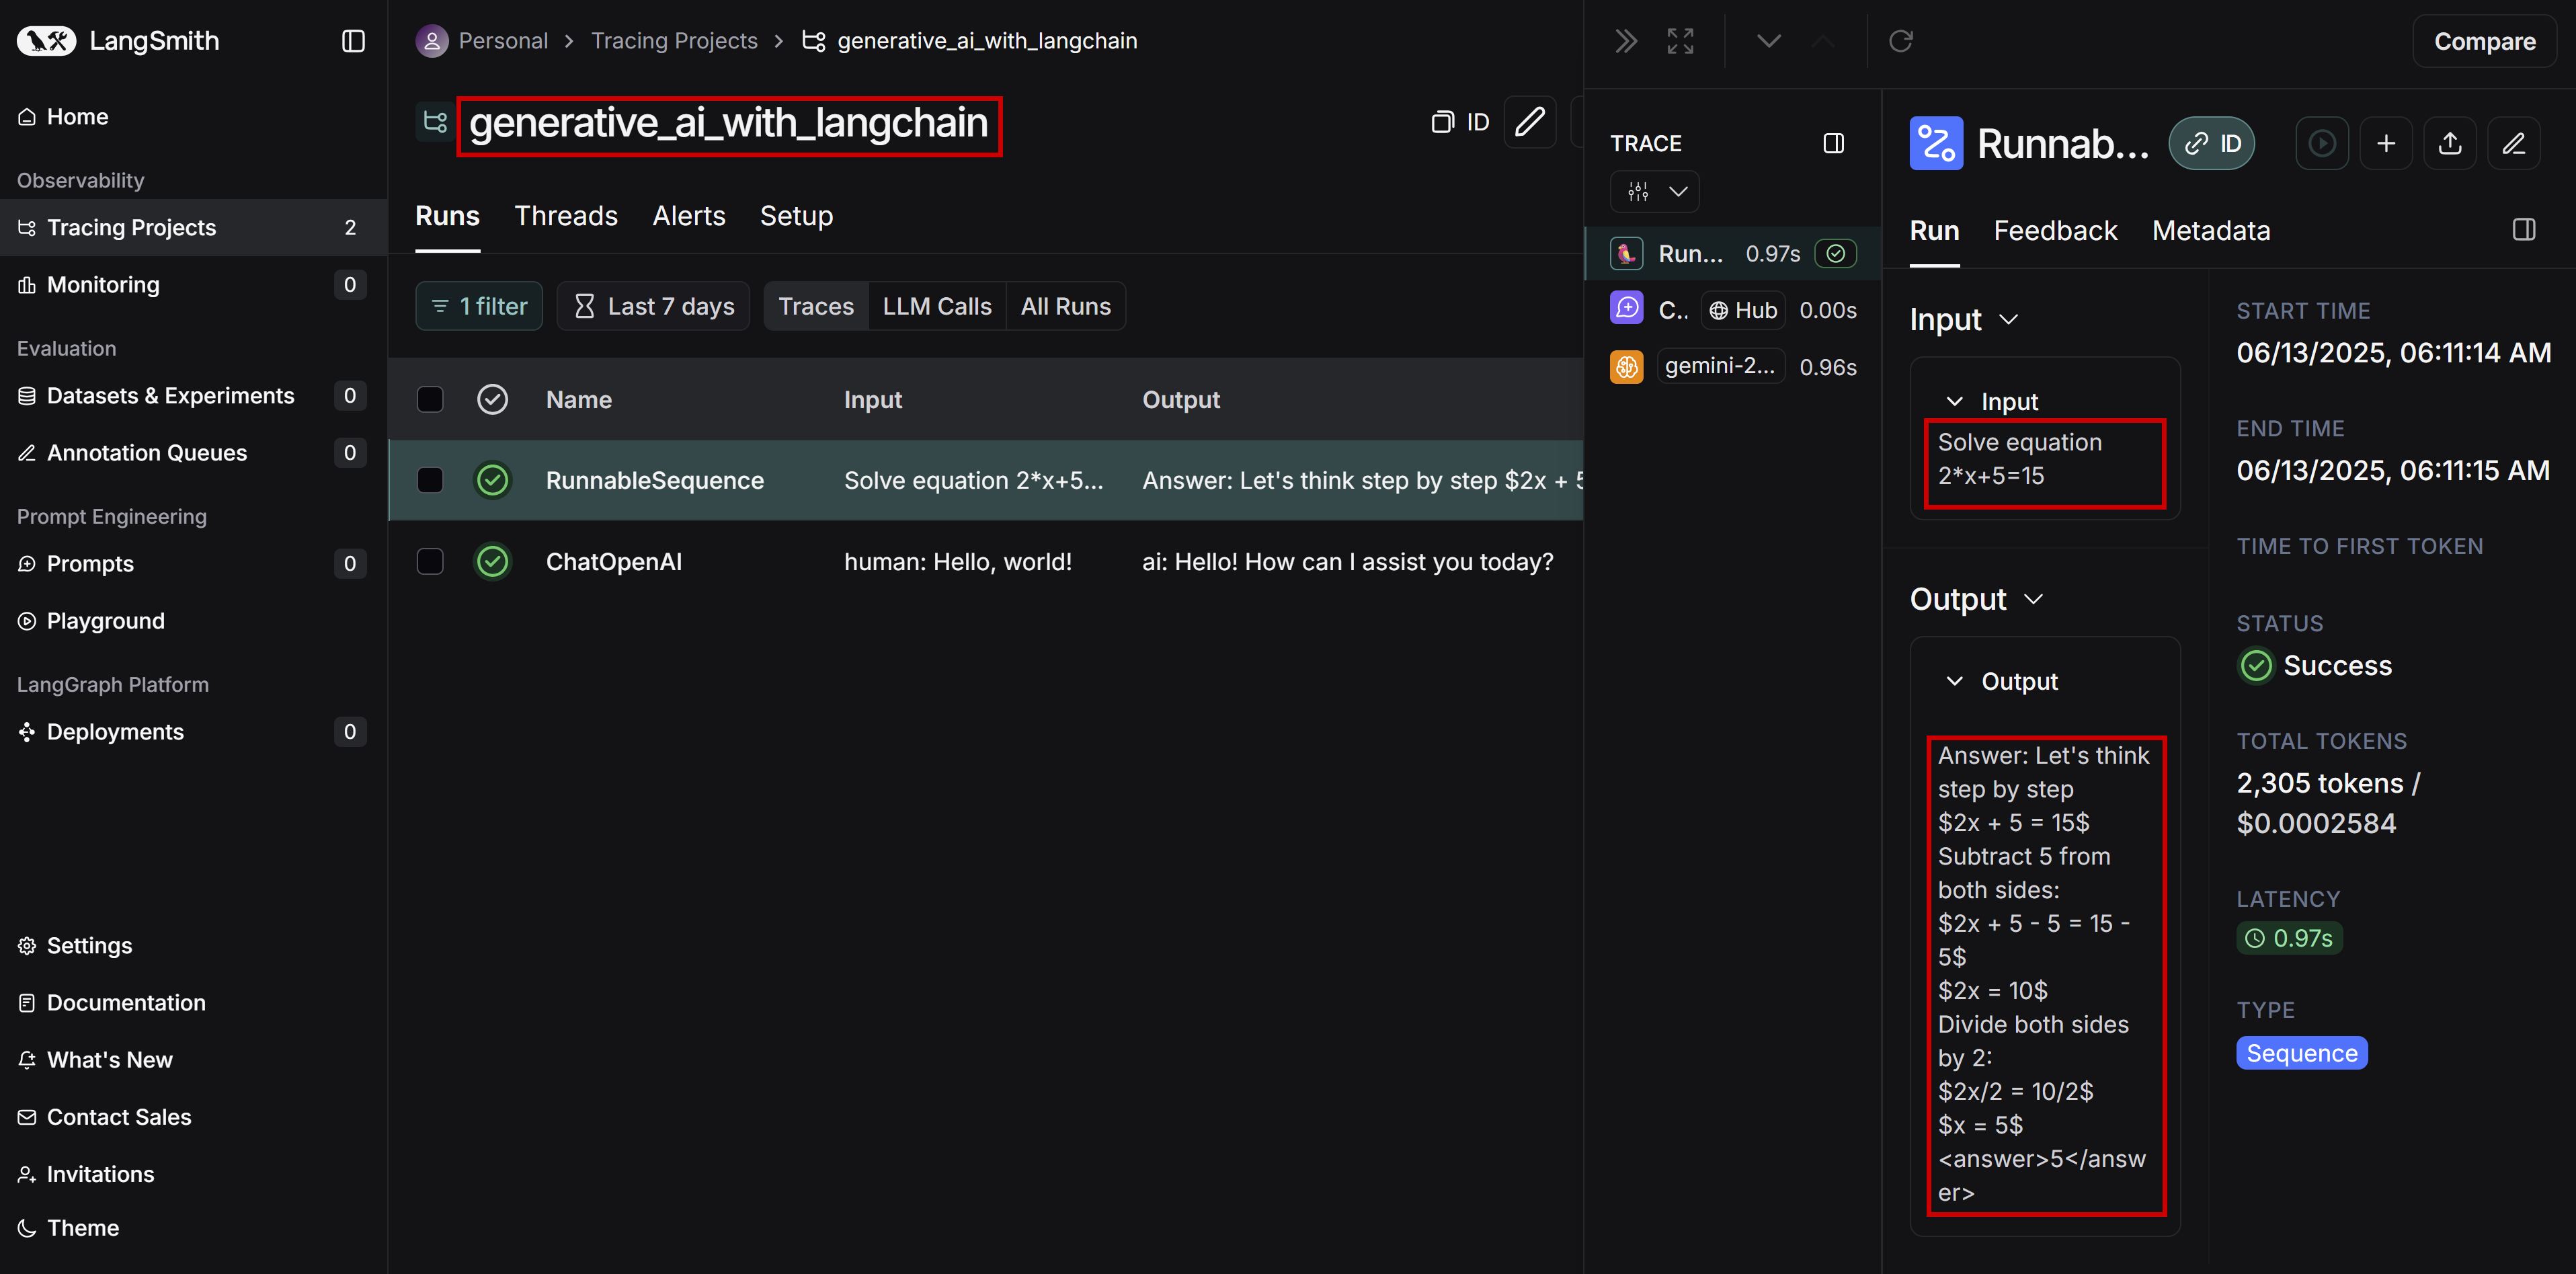 LangSmith
Home
Observability
Tracing Projects 2
Monitoring 0
Evaluation
Datasets & Experiments 0
Annotation Queues 0
Prompt Engineering
Prompts 0
Playground
LangGraph Platform
Deployments 0
Settings
Documentation
What's New
Contact Sales
Invitations
Theme
Personal > Tracing Projects > generative_ai_with_langchain
generative_ai_with_langchain
ID
Runs Threads Alerts Setup
1 filter Last 7 days Traces LLM Calls All Runs
Name Input Output
RunnableSequence Solve equation 2*x+5... Answer: Let's think step by step $2x + 5
ChatOpenAI human: Hello, world! ai: Hello! How can I assist you today?
Compare
TRACE
Run... 0.97s
C.. Hub 0.00s
gemini-2... 0.96s
Runnab... ID
Run Feedback Metadata
Input
Input
Solve equation
2*x+5=15
Output
Output
Answer: Let's think
step by step
$2x + 5 = 15$
Subtract 5 from
both sides:
$2x + 5 - 5 = 15 -
5$
$2x = 10$
Divide both sides
by 2:
$2x/2 = 10/2$
$x = 5$
<answer>5</answ
er>
START TIME
06/13/2025, 06:11:14 AM
END TIME
06/13/2025, 06:11:15 AM
TIME TO FIRST TOKEN
STATUS
Success
TOTAL TOKENS
2,305 tokens /
$0.0002584
LATENCY
0.97s
TYPE
Sequence